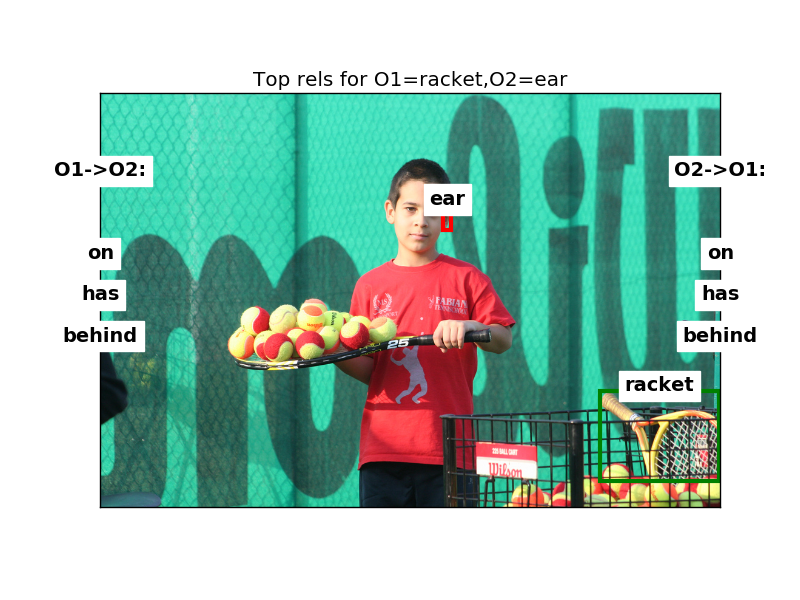 Top rels for O1=racket,O2=ear
O1->O2:
O2->O1:
ear
on
on
has
has
FABIAN
behind
behind
25
racket
Wilson